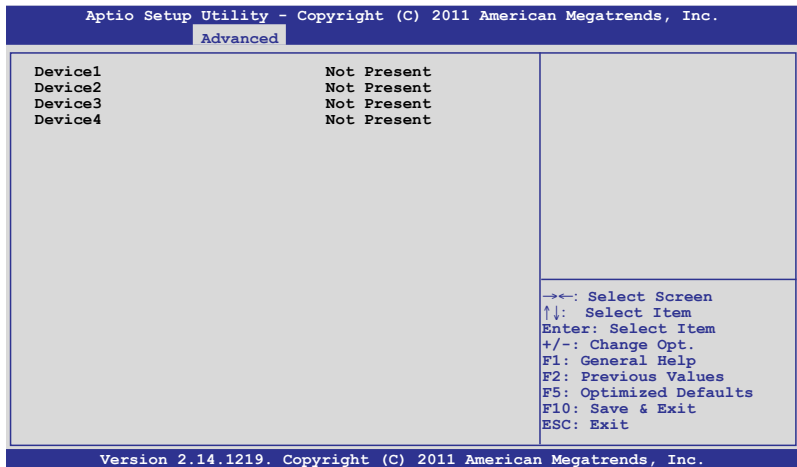 Aptio Setup Utility - Copyright (C) 2011 American Megatrends, Inc.
Advanced
Device1 Not Present
Device2 Not Present
Device3 Not Present
Device4 Not Present
→←: Select Screen
↑↓: Select Item
Enter: Select Item
+/-: Change Opt.
F1: General Help
F2: Previous Values
F5: Optimized Defaults
F10: Save & Exit
ESC: Exit
Version 2.14.1219. Copyright (C) 2011 American Megatrends, Inc.